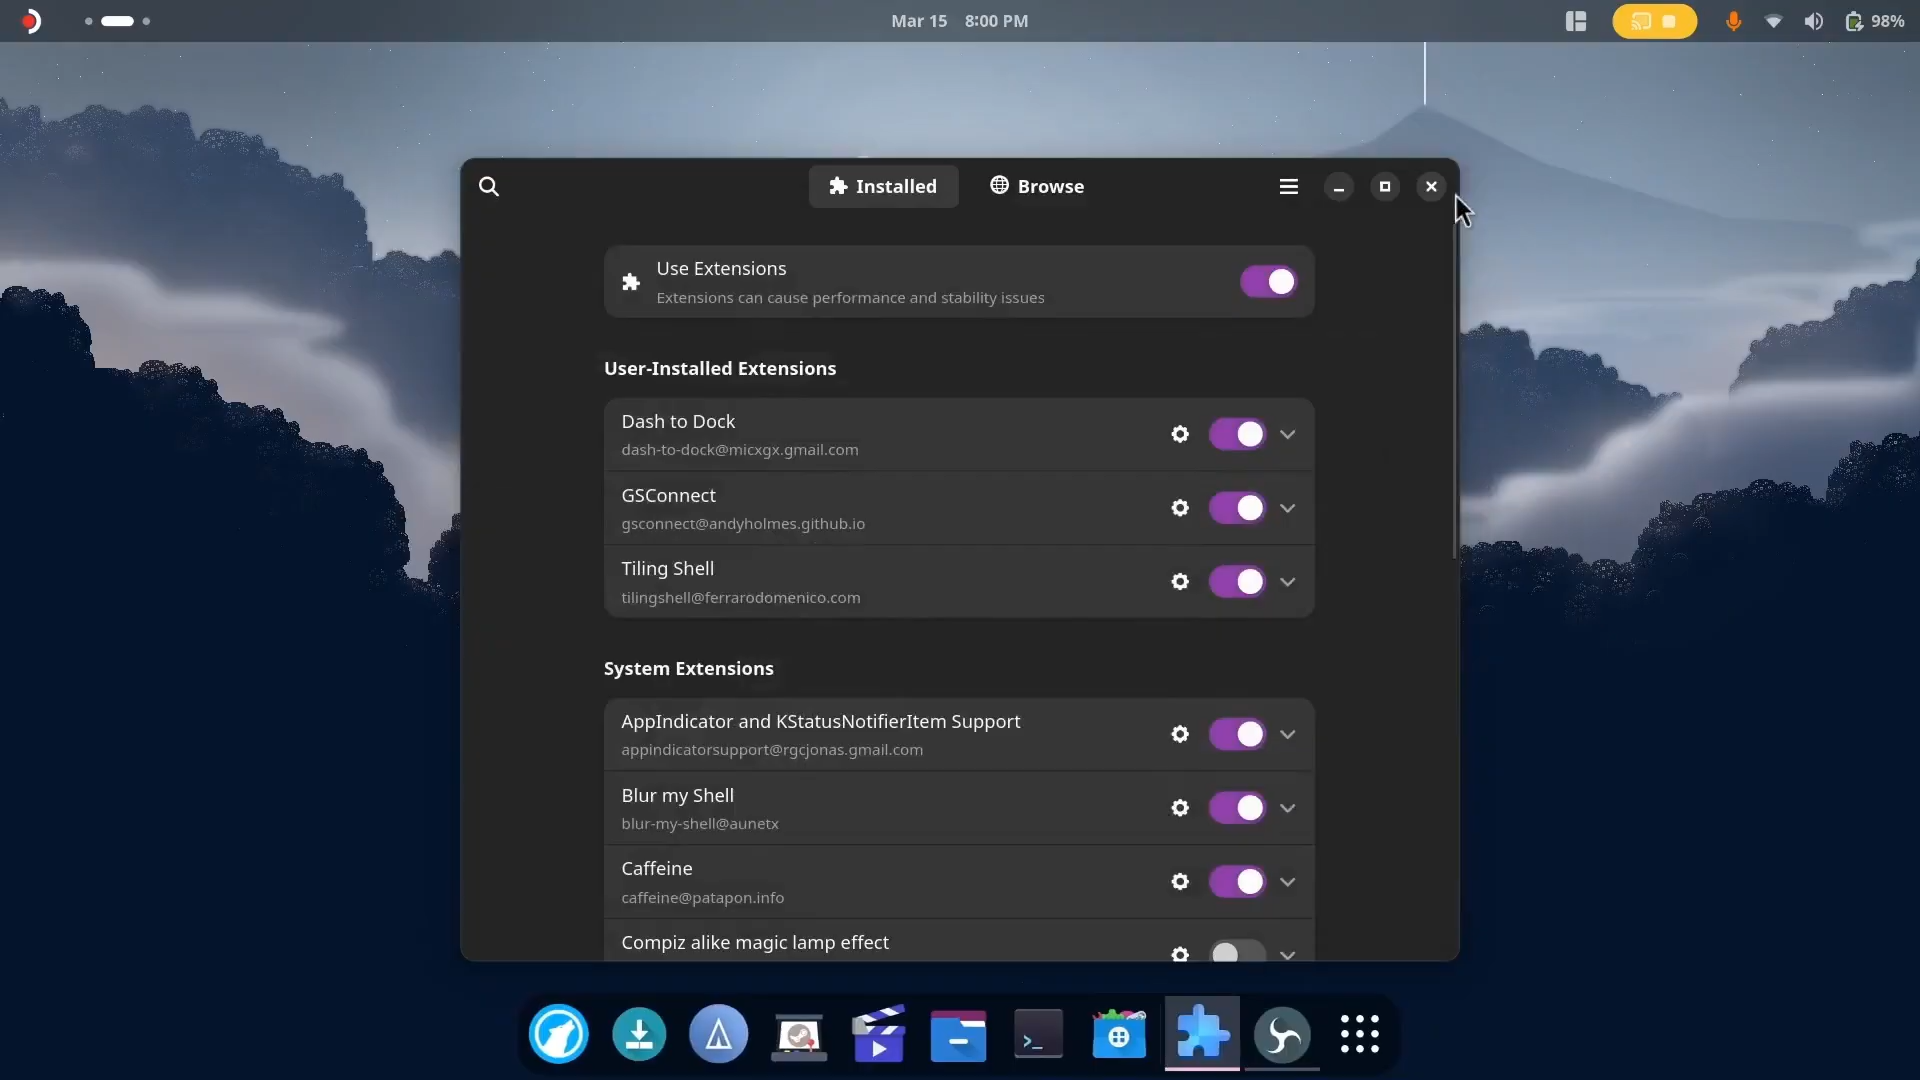 Mar 15 8:00 PM
98%
Installed
Browse
Use Extensions
Extensions can cause performance and stability issues
User-Installed Extensions
Dash to Dock
dash-to-dock@micxgx.gmail.com
GSConnect
gsconnect@andyholmes.github.io
Tiling Shell
tilingshell@ferrarodomenico.com
System Extensions
AppIndicator and KStatusNotifierItem Support
appindicatorsupport@rgcjonas.gmail.com
Blur my Shell
blur-my-shell@aunetx
Caffeine
caffeine@patapon.info
Compiz alike magic lamp effect